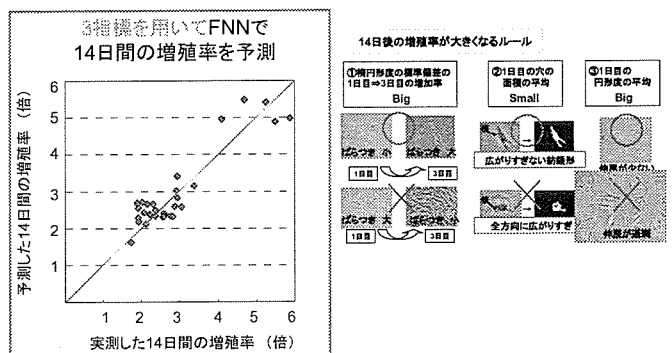 3指標を用いてFNNで
14日間の増殖率を予測
予測した14日間の増殖率 (倍)
6
5
4
3
2
1
1 2 3 4 5 6
実測した14日間の増殖率 (倍)
14日後の増殖率が大きくなるルール
①楕円形度の標準偏差の
1日目⇒3日目の増加率
Big
ばらつき 小
ばらつき 大
1日目
3日目
ばらつき 大
ばらつき 小
1日目
3日目
②1日目の穴の
面積の平均
Small
広がりすぎない紡錘形
全方向に広がりすぎ
③1日目の
円形度の平均
Big
伸展が少ない
伸展が過剰